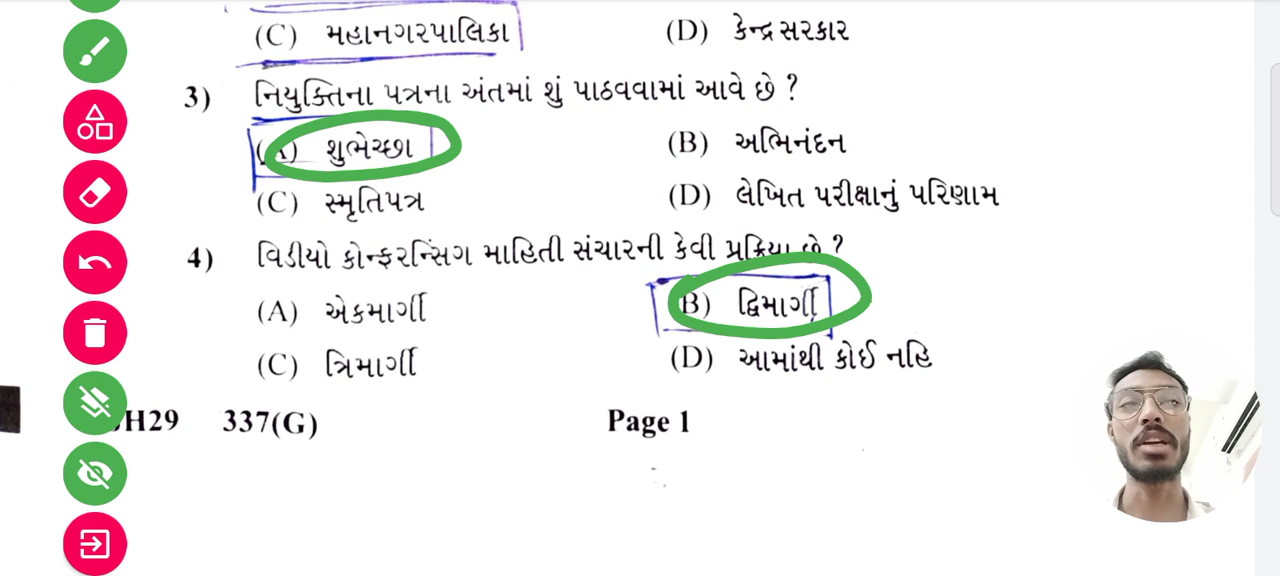 (C) મહાનગરપાલિકા (D) કેન્દ્ર સરકાર
3) નિયુક્તિના પત્રના અંતમાં શું પાઠવવામાં આવે છે ?
(A) શુભેચ્છા (B) અભિનંદન
(C) સ્મૃતિપત્ર (D) લેખિત પરીક્ષાનું પરિણામ
4) વિડીયો કોન્ફરન્સિંગ માહિતી સંચારની કેવી પ્રક્રિયા છે ?
(A) એકમાર્ગી B) દ્વિમાર્ગી
(C) ત્રિમાર્ગી (D) આમાંથી કોઈ નહિ
H29 337(G) Page 1